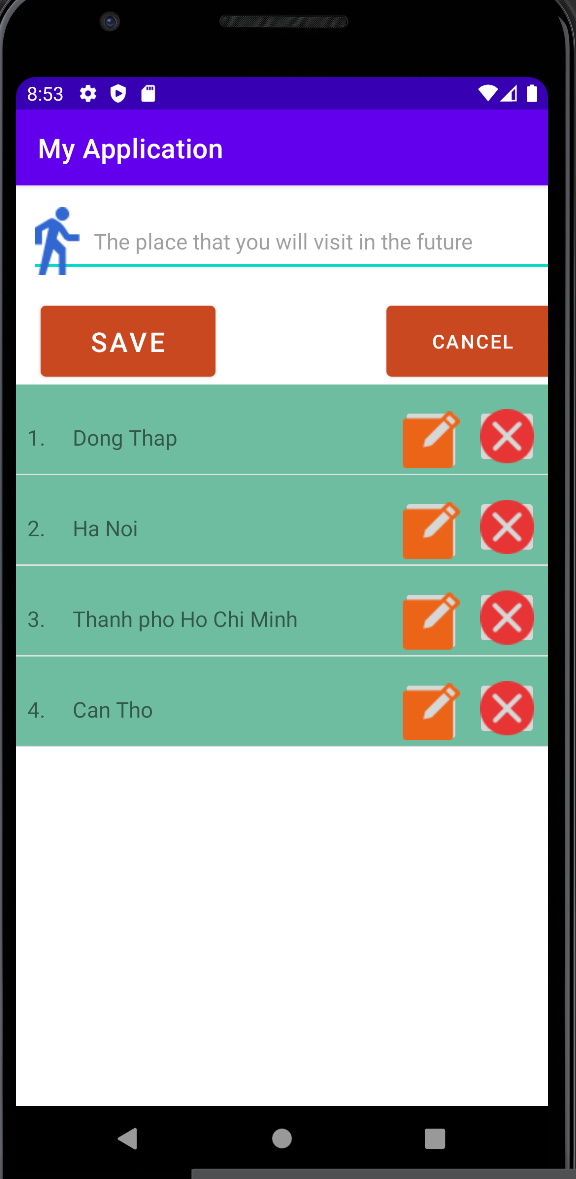 8:53
My Application
The place that you will visit in the future
SAVE CANCEL
1. Dong Thap
2. Ha Noi
3. Thanh pho Ho Chi Minh
4. Can Tho